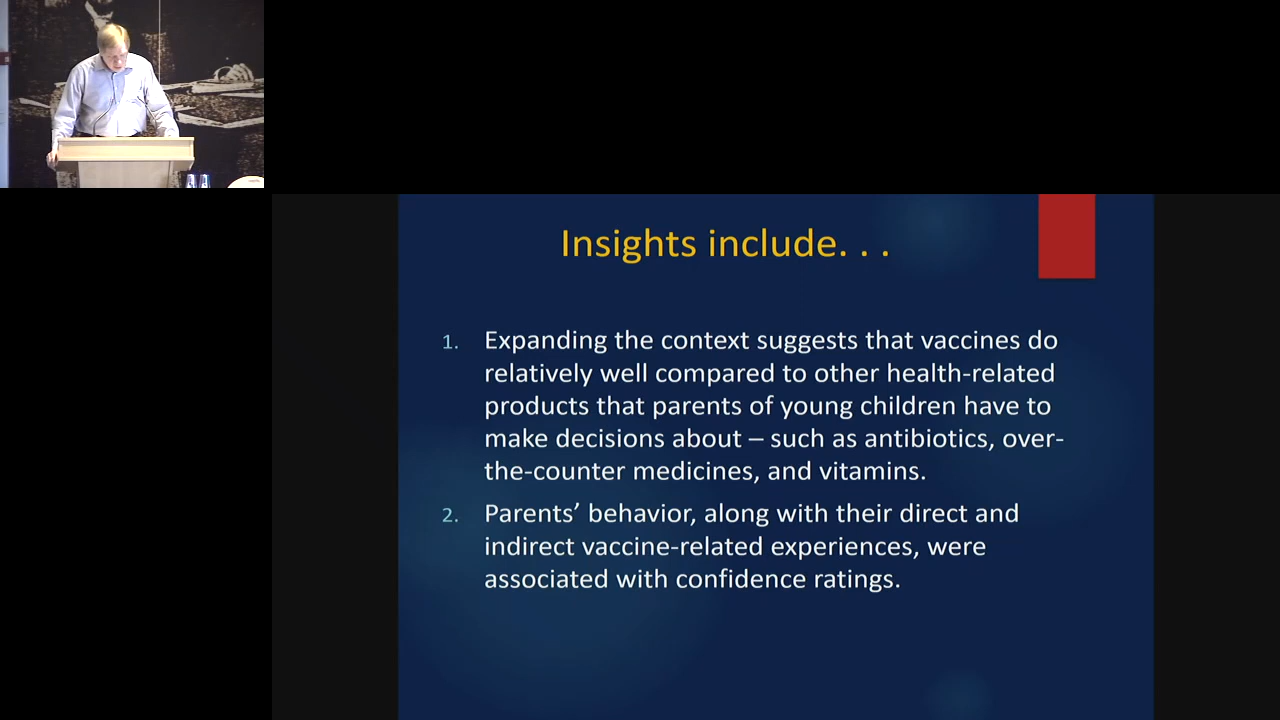 Insights include. . .
1. Expanding the context suggests that vaccines do
relatively well compared to other health-related
products that parents of young children have to
make decisions about – such as antibiotics, over-
the-counter medicines, and vitamins.
2. Parents’ behavior, along with their direct and
indirect vaccine-related experiences, were
associated with confidence ratings.